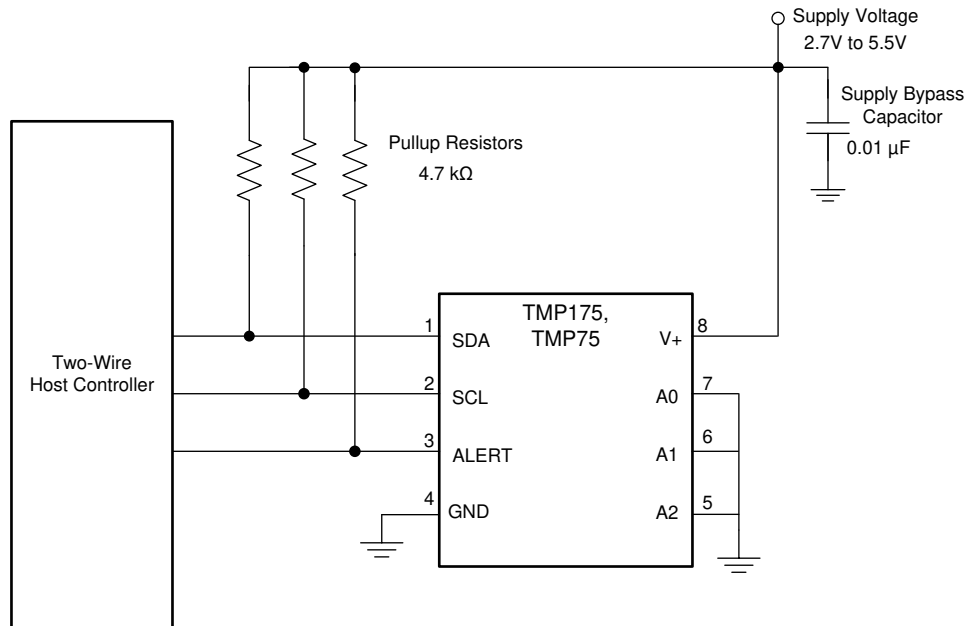 Supply Voltage
2.7V to 5.5V
Supply Bypass
Capacitor
0.01 µF
Pullup Resistors
4.7 kΩ
Two-Wire
Host Controller
TMP175,
TMP75
1
SDA
2
SCL
3
ALERT
4
GND
V+
8
A0
7
A1
6
A2
5